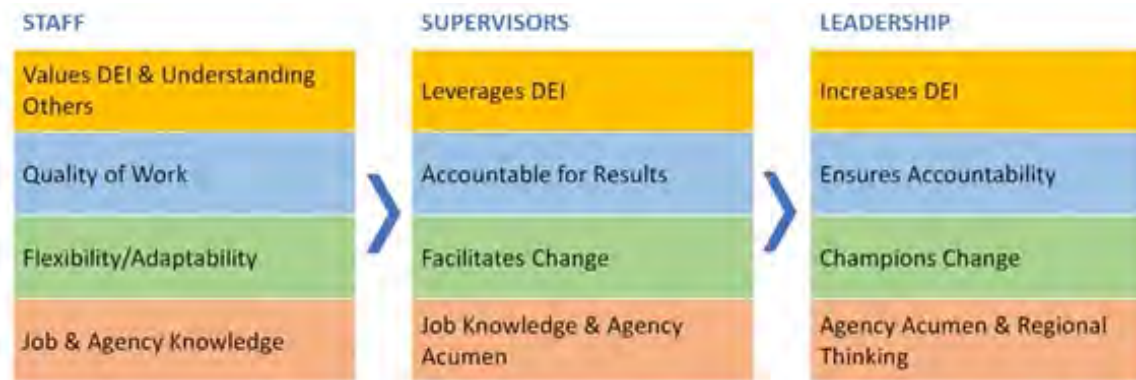 STAFF
Values DEI & Understanding
Others
Quality of Work
Flexibility/Adaptability
Job & Agency Knowledge
SUPERVISORS
Leverages DEI
Accountable for Results
Facilitates Change
Job Knowledge & Agency
Acumen
LEADERSHIP
Increases DEI
Ensures Accountability
Champions Change
Agency Acumen & Regional
Thinking